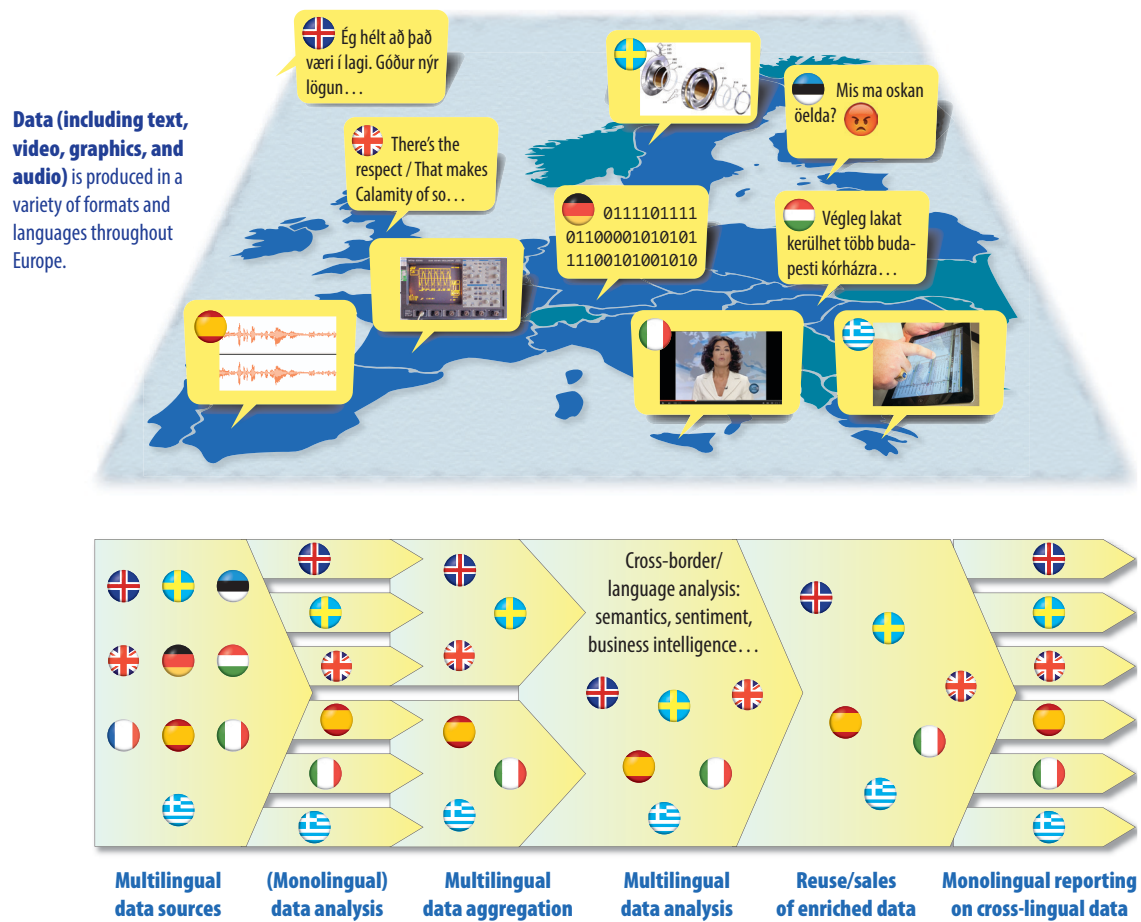 Data (including text,
video, graphics, and
audio) is produced in a
variety of formats and
languages throughout
Europe.
Ég hélt að það
væri í lagi. Góður nýr
lögun…
There's the
respect / That makes
Calamity of so…
0111101111
01100001010101
11100101001010
Mis ma oskan
öelda?
Végleg lakat
kerülhet több buda-
pesti kórházra…
Cross-border/
language analysis:
semantics, sentiment,
business intelligence…
Multilingual
data sources
(Monolingual)
data analysis
Multilingual
data aggregation
Multilingual
data analysis
Reuse/sales
of enriched data
Monolingual reporting
on cross-lingual data